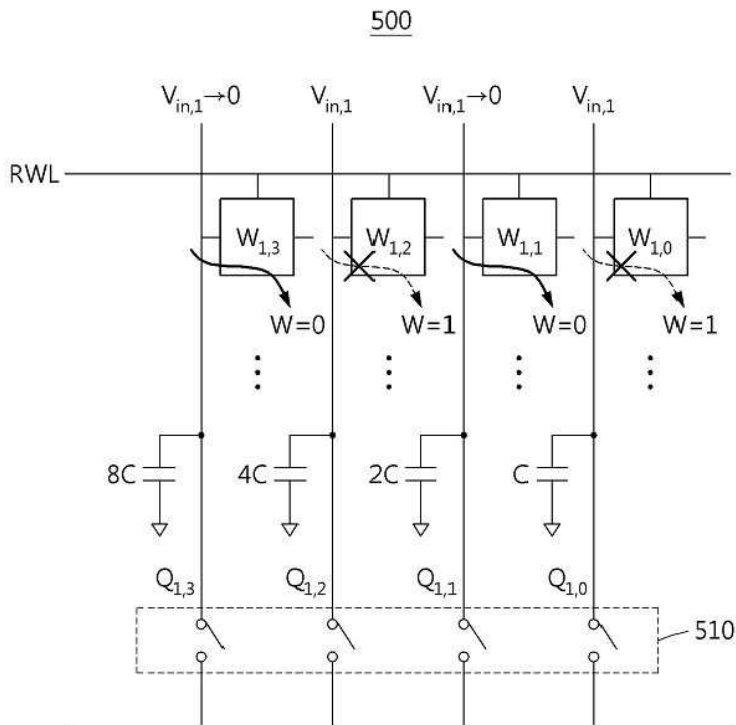 500
V_in,1→0 V_in,1 V_in,1→0 V_in,1
RWL
W_1,3 W_1,2 W_1,1 W_1,0
W=0 W=1 W=0 W=1
8C 4C 2C C
Q_1,3 Q_1,2 Q_1,1 Q_1,0
510